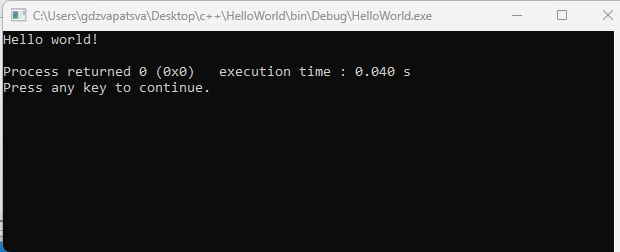 C:\Users\gdzvapatsva\Desktop\c++\HelloWorld\bin\Debug\HelloWorld.exe
Hello world!
Process returned 0 (0x0)   execution time : 0.040 s
Press any key to continue.